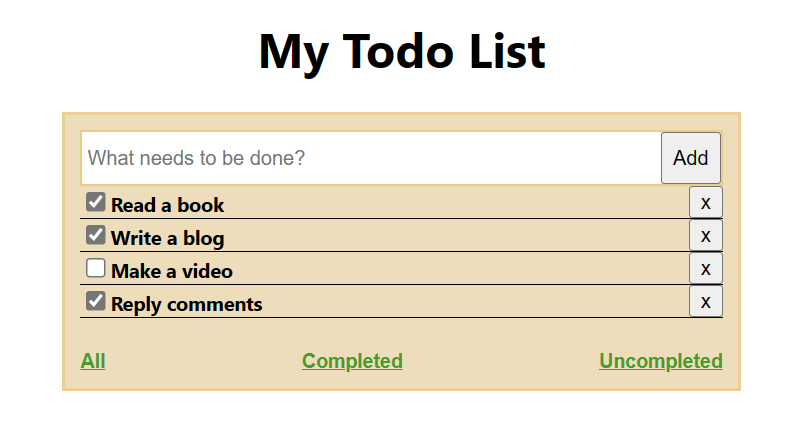 My Todo List
What needs to be done? Add
Read a book x
Write a blog x
Make a video x
Reply comments x
All Completed Uncompleted